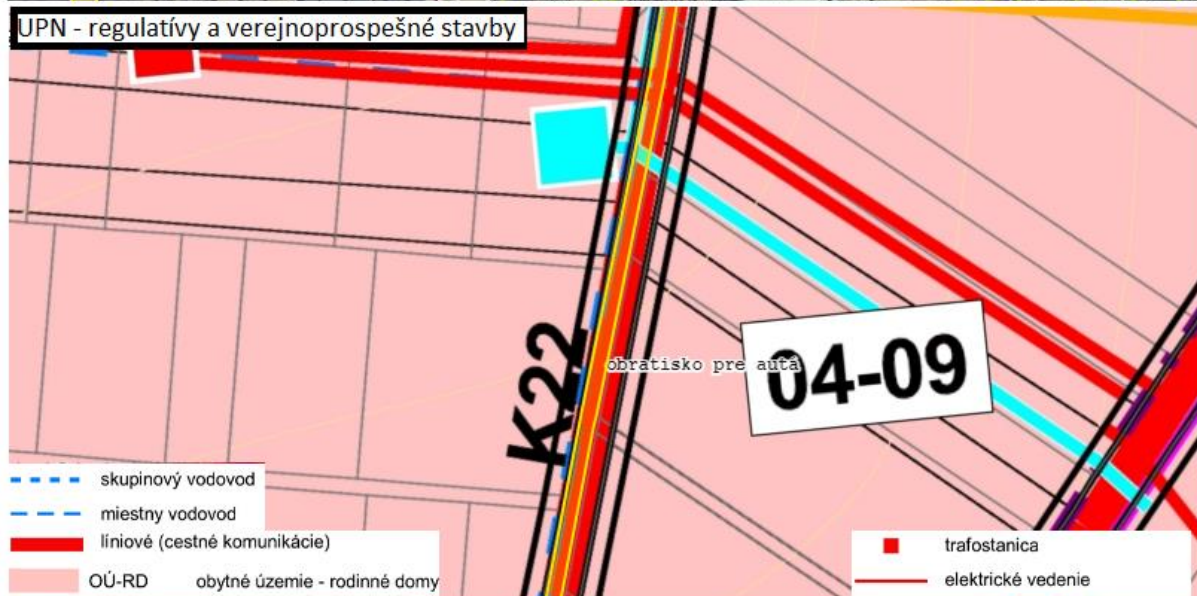 UPN - regulatívy a verejnoprospešné stavby
K22
obratisko pre autá
04-09
skupinový vodovod
miestny vodovod
líniové (cestné komunikácie)
OÚ-RD obytné územie - rodinné domy
trafostanica
elektrické vedenie